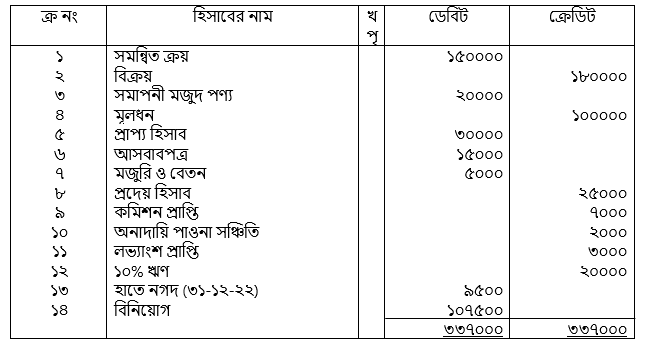 ক্র নং হিসাবের নাম খ পৃ ডেবিট ক্রেডিট
১ সমন্বিত ক্রয় ১৫০০০০
২ বিক্রয় ১৮০০০০
৩ সমাপনী মজুদ পণ্য ২০০০০
৪ মূলধন ১০০০০০
৫ প্রাপ্য হিসাব ৩০০০০
৬ আসবাবপত্র ১৫০০০
৭ মজুরি ও বেতন ৫০০০
৮ প্রদেয় হিসাব ২৫০০০
৯ কমিশন প্রাপ্তি ৭০০০
১০ অনাদায়ি পাওনা সঞ্চিতি ২০০০
১১ লভ্যাংশ প্রাপ্তি ৩০০০
১২ ১০% ঋণ ২০০০০
১৩ হাতে নগদ (৩১-১২-২২) ৯৫০০
১৪ বিনিয়োগ ১০৭৫০০
৩৩৭০০০ ৩৩৭০০০